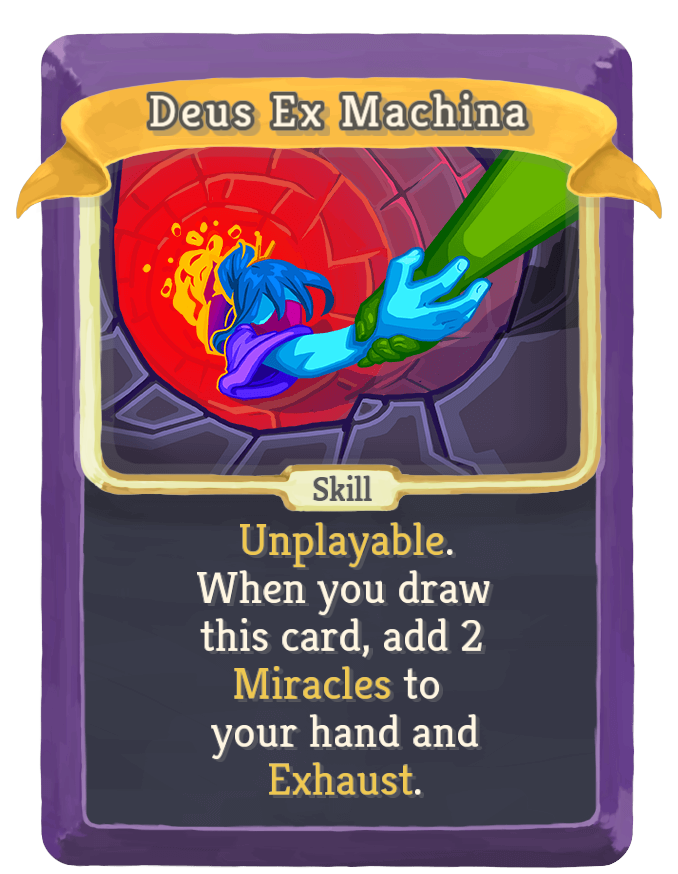 Deus Ex Machina
Skill
Unplayable.
When you draw
this card, add 2
Miracles to
your hand and
Exhaust.